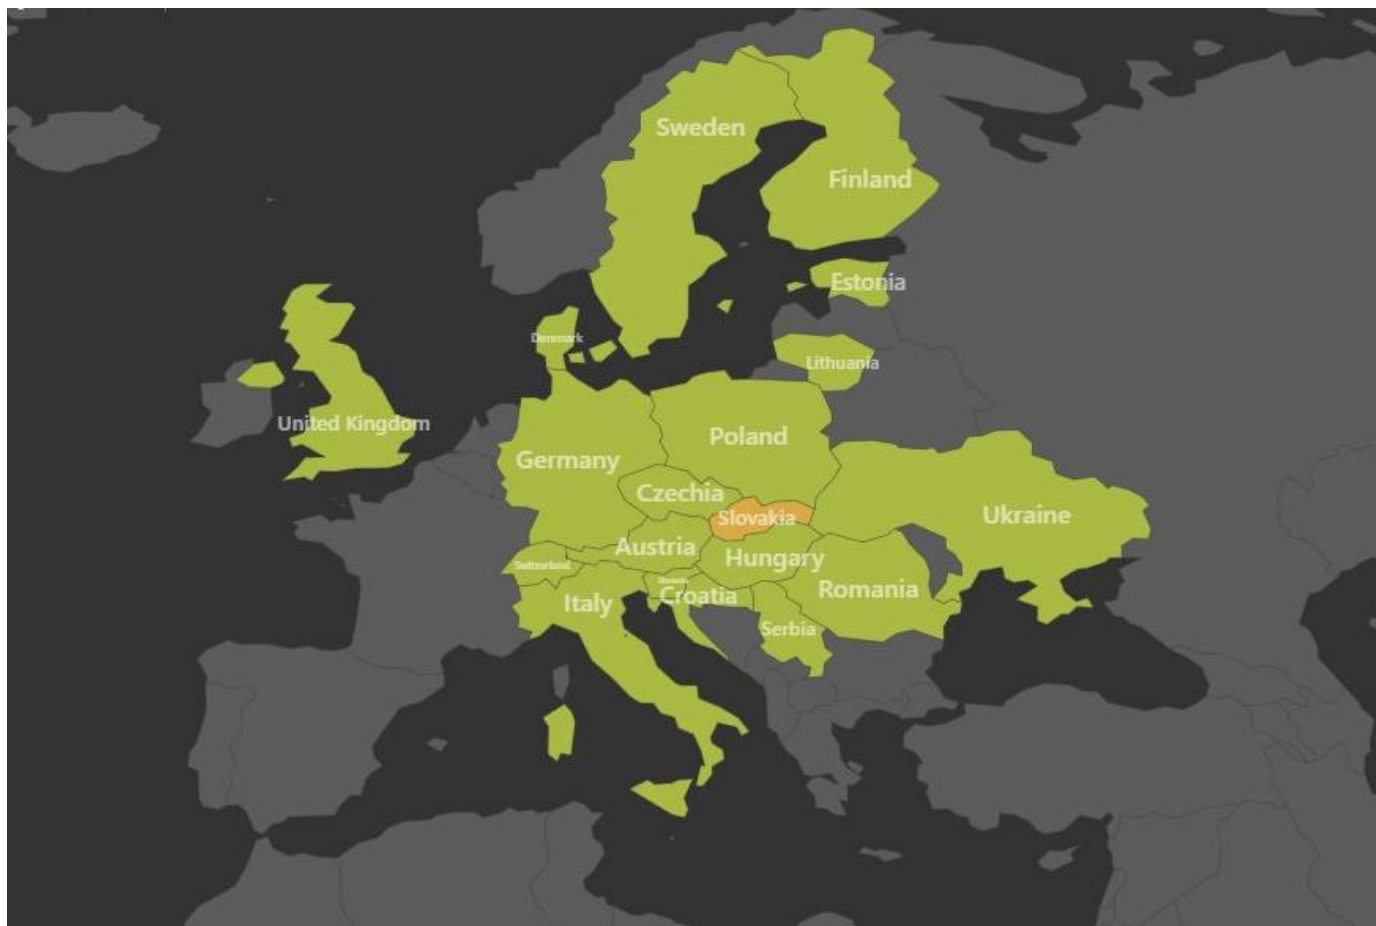 Sweden
Finland
Estonia
Denmark
Lithuania
United Kingdom
Poland
Germany
Czechia
Ukraine
Slovakia
Austria
Hungary
Switzerland
Romania
Croatia
Italy
Serbia